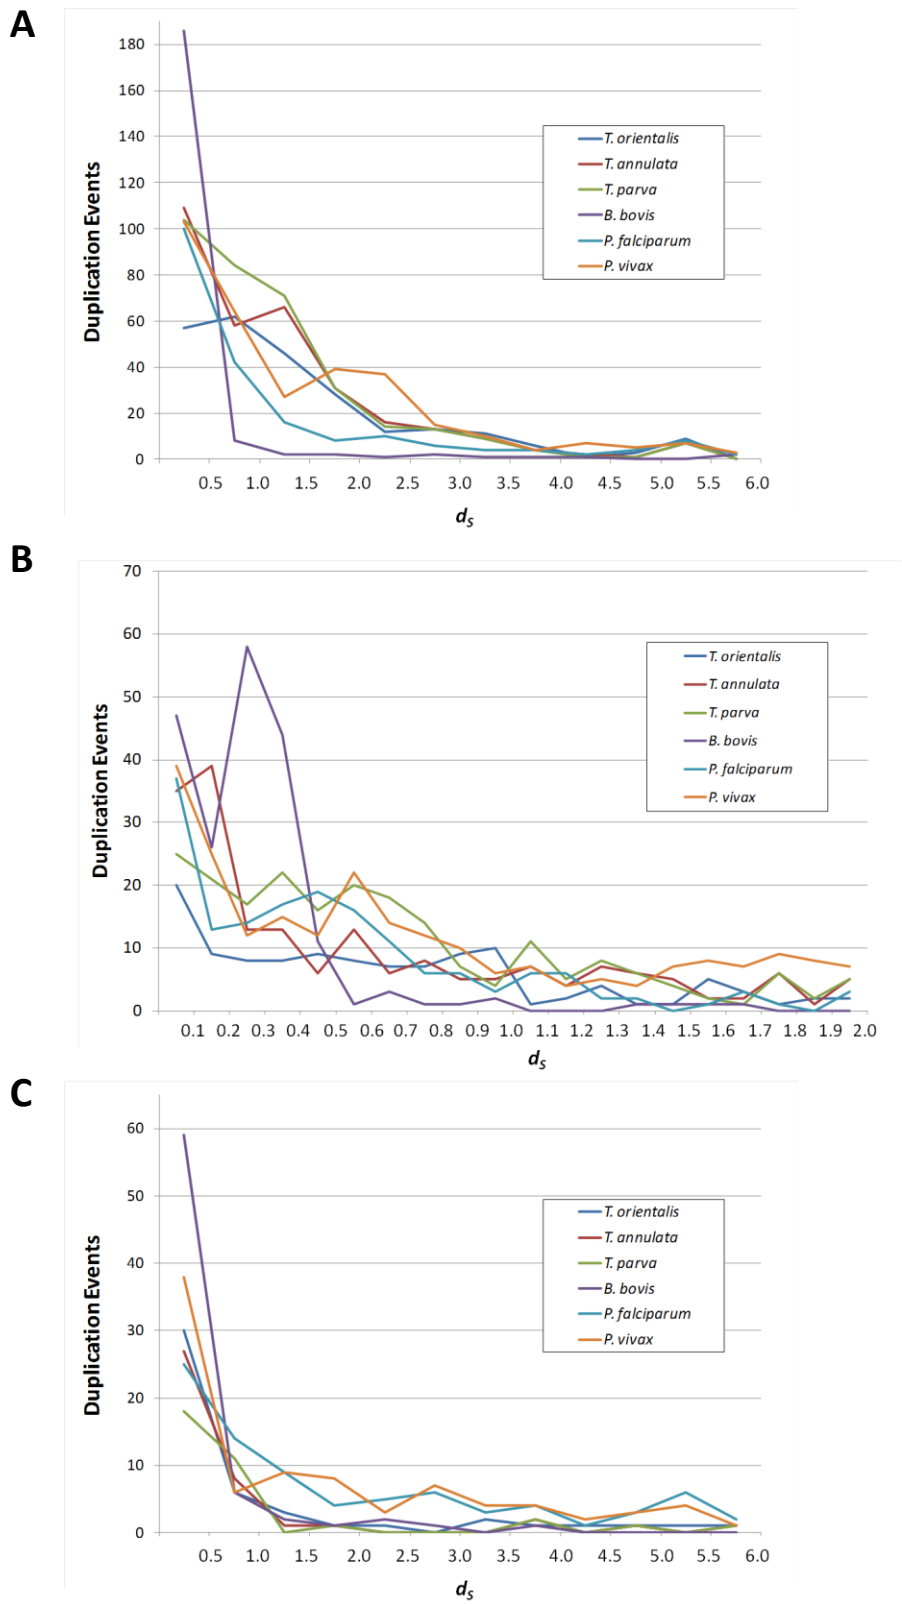 A
180
160
140
120
100
80
60
40
20
0
Duplication Events
T. orientalis
T. annulata
T. parva
B. bovis
P. falciparum
P. vivax
0.5 1.0 1.5 2.0 2.5 3.0 3.5 4.0 4.5 5.0 5.5 6.0
dS
B
70
60
50
40
30
20
10
0
Duplication Events
T. orientalis
T. annulata
T. parva
B. bovis
P. falciparum
P. vivax
0.1 0.2 0.3 0.4 0.5 0.6 0.7 0.8 0.9 1.0 1.1 1.2 1.3 1.4 1.5 1.6 1.7 1.8 1.9 2.0
dS
C
60
50
40
30
20
10
0
Duplication Events
T. orientalis
T. annulata
T. parva
B. bovis
P. falciparum
P. vivax
0.5 1.0 1.5 2.0 2.5 3.0 3.5 4.0 4.5 5.0 5.5 6.0
dS